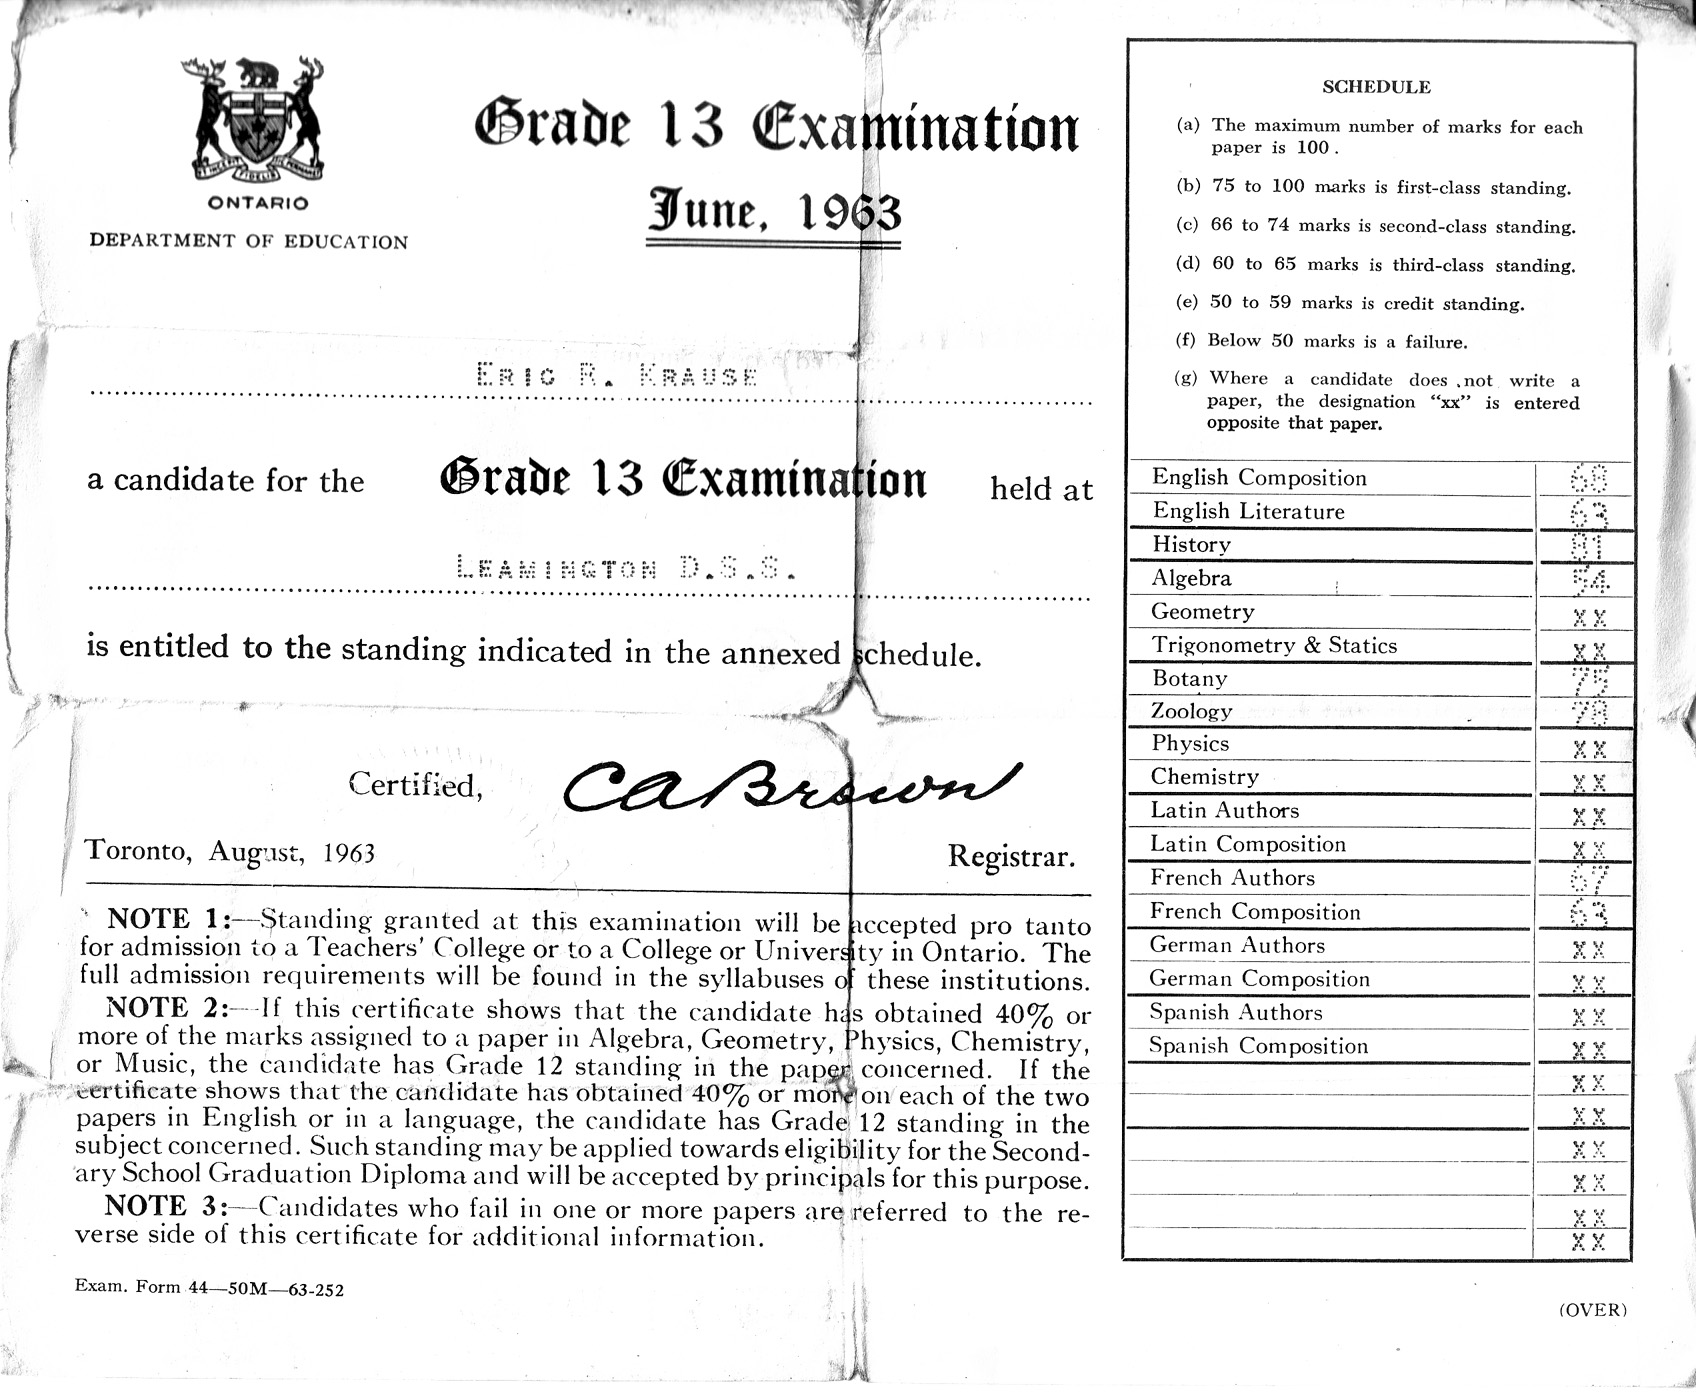 ONTARIO
DEPARTMENT OF EDUCATION
Grade 13 Examination
June, 1963
Eric R. Krause
a candidate for the Grade 13 Examination held at
Leamington D.S.S.
is entitled to the standing indicated in the annexed schedule.
Certified, CABrown
Toronto, August, 1963 Registrar.
NOTE 1:—Standing granted at this examination will be accepted pro tanto
for admission to a Teachers' College or to a College or University in Ontario. The
full admission requirements will be found in the syllabuses of these institutions.
NOTE 2:—If this certificate shows that the candidate has obtained 40% or
more of the marks assigned to a paper in Algebra, Geometry, Physics, Chemistry,
or Music, the candidate has Grade 12 standing in the paper concerned. If the
certificate shows that the candidate has obtained 40% or more on each of the two
papers in English or in a language, the candidate has Grade 12 standing in the
subject concerned. Such standing may be applied towards eligibility for the Second-
ary School Graduation Diploma and will be accepted by principals for this purpose.
NOTE 3:—Candidates who fail in one or more papers are referred to the re-
verse side of this certificate for additional information.
Exam. Form 44—50M—63-252
SCHEDULE
(a) The maximum number of marks for each
paper is 100.
(b) 75 to 100 marks is first-class standing.
(c) 66 to 74 marks is second-class standing.
(d) 60 to 65 marks is third-class standing.
(e) 50 to 59 marks is credit standing.
(f) Below 50 marks is a failure.
(g) Where a candidate does not write a
paper, the designation "xx" is entered
opposite that paper.
English Composition 68
English Literature 63
History 81
Algebra 54
Geometry XX
Trigonometry & Statics XX
Botany 75
Zoology 78
Physics XX
Chemistry XX
Latin Authors XX
Latin Composition XX
French Authors 67
French Composition 63
German Authors XX
German Composition XX
Spanish Authors XX
Spanish Composition XX
XX
XX
XX
XX
XX
XX
(OVER)